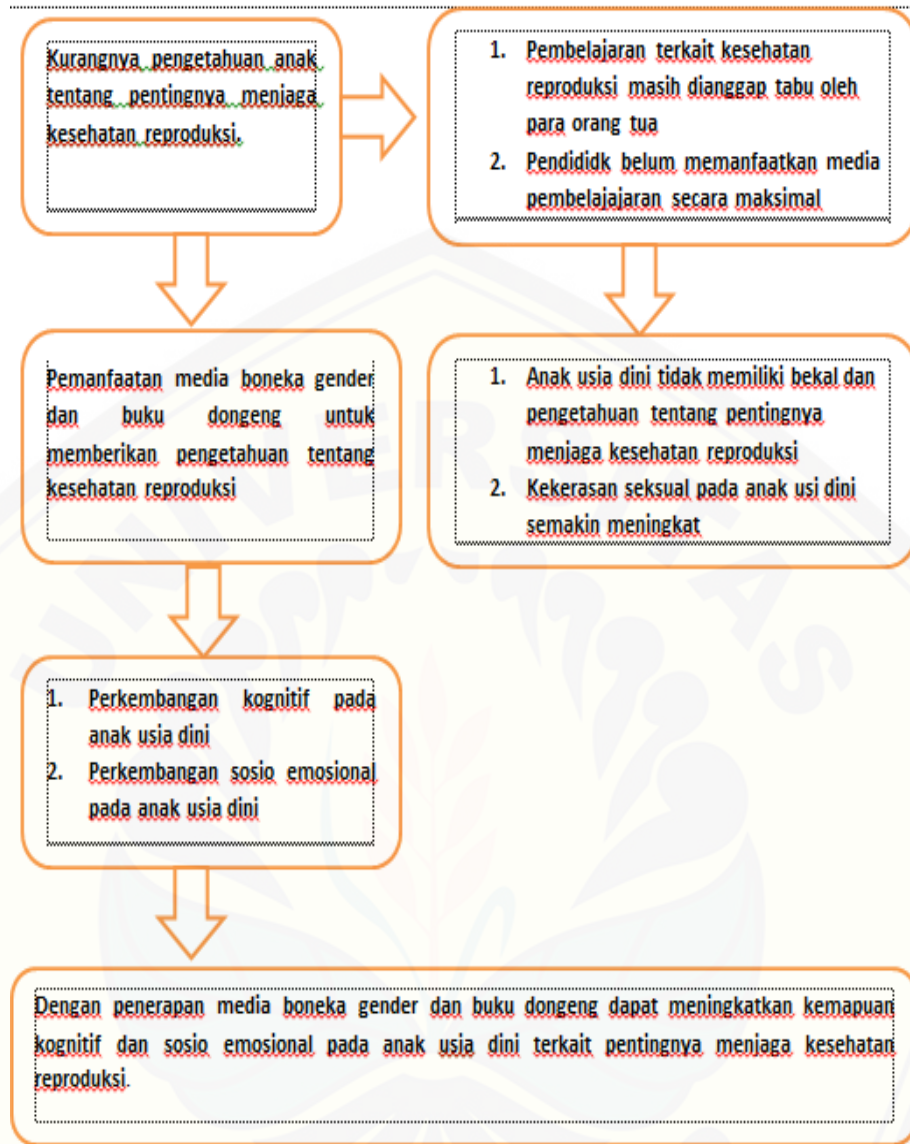 Kurangnya pengetahuan anak
tentang pentingnya menjaga
kesehatan reproduksi.
1. Pembelajaran terkait kesehatan
reproduksi masih dianggap tabu oleh
para orang tua
2. Pendididk belum memanfaatkan media
pembelajajaran secara maksimal
Pemanfaatan media boneka gender
dan buku dongeng untuk
memberikan pengetahuan tentang
kesehatan reproduksi
1. Anak usia dini tidak memiliki bekal dan
pengetahuan tentang pentingnya
menjaga kesehatan reproduksi
2. Kekerasan seksual pada anak usi dini
semakin meningkat
1. Perkembangan kognitif pada
anak usia dini
2. Perkembangan sosio emosional
pada anak usia dini
Dengan penerapan media boneka gender dan buku dongeng dapat meningkatkan kemapuan
kognitif dan sosio emosional pada anak usia dini terkait pentingnya menjaga kesehatan
reproduksi.
UNIVERSITAS